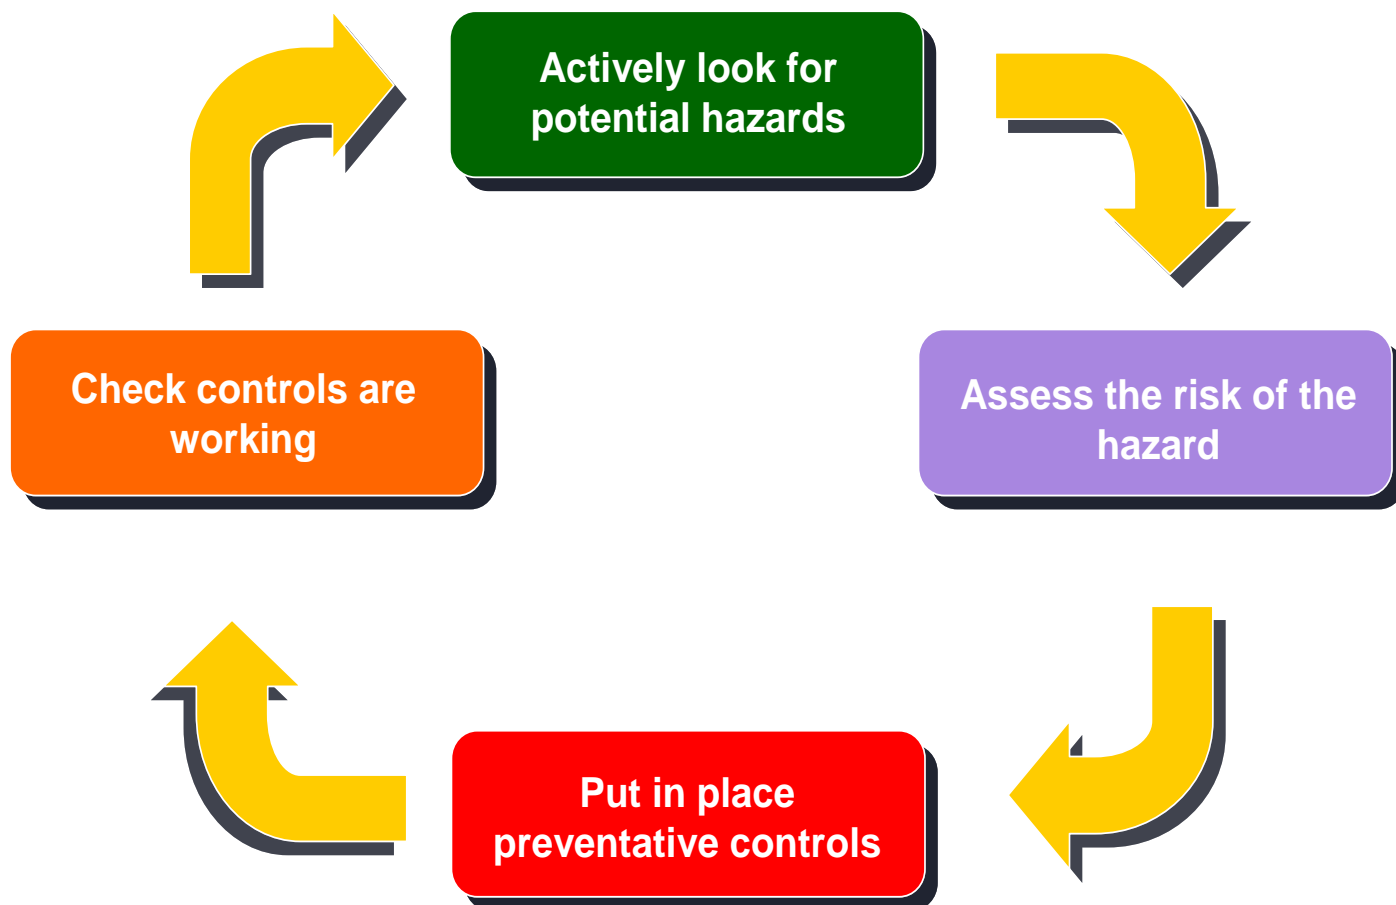 Actively look for
potential hazards
Check controls are
working
Assess the risk of the
hazard
Put in place
preventative controls